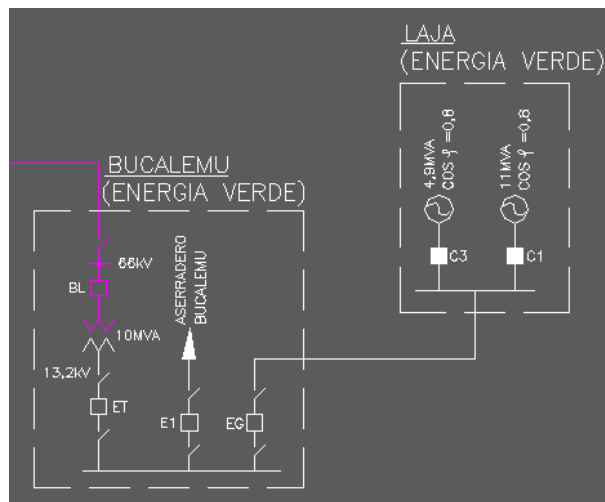 LAJA
(ENERGIA VERDE)
4,9MVA
COS φ =0,8
11MVA
COS φ =0,8
C3
C1
BUCALEMU
(ENERGIA VERDE)
66kV
BL
10MVA
13,2kV
ET
ASERRADERO
BUCALEMU
E1
EG